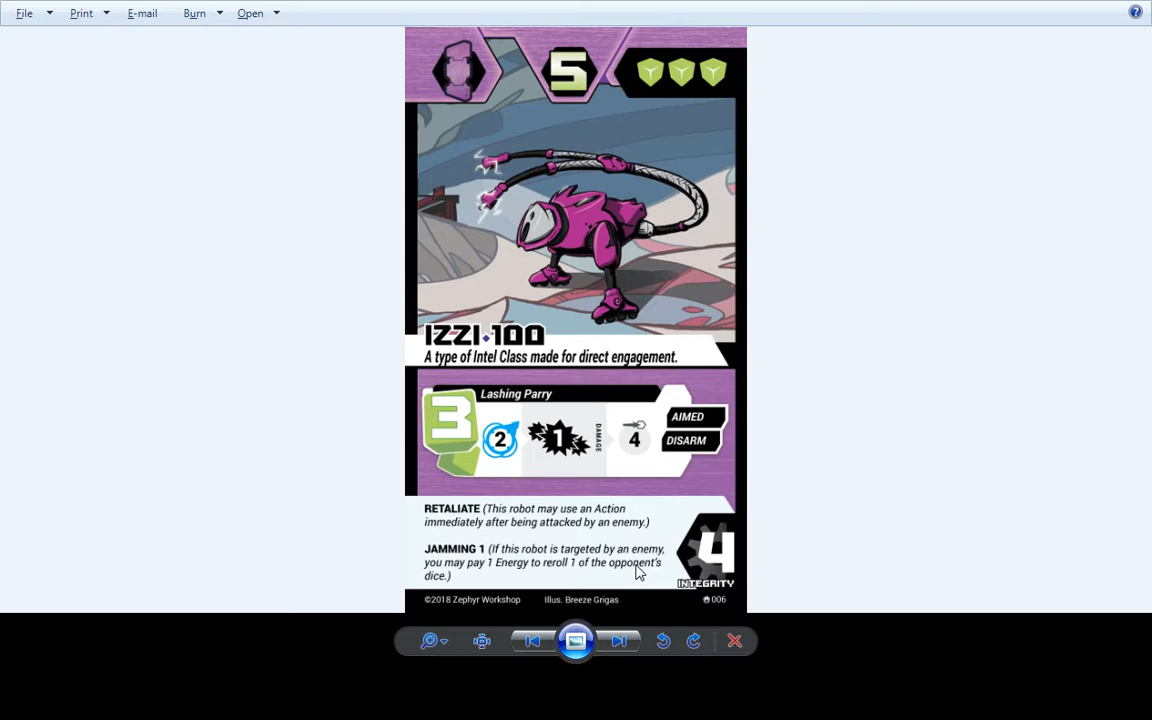 File Print E-mail Burn Open
5
IZZI◆100
A type of Intel Class made for direct engagement.
Lashing Parry
3 2 1 DAMAGE 4
AIMED
DISARM
RETALIATE (This robot may use an Action
immediately after being attacked by an enemy.)
JAMMING 1 (If this robot is targeted by an enemy,
you may pay 1 Energy to reroll 1 of the opponent's
dice.)
4
INTEGRITY
©2018 Zephyr Workshop Illus. Breeze Grigas 006